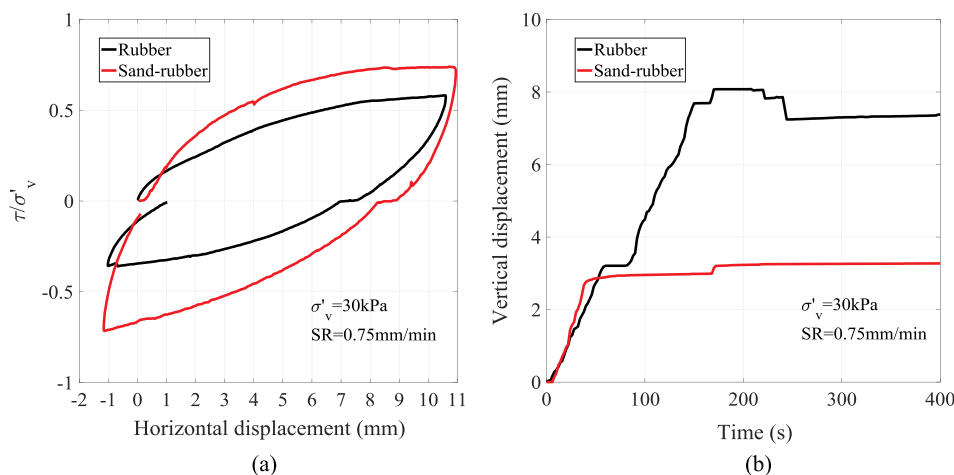 1
0.5
0
-0.5
-1
τ/σ'v
Rubber
Sand-rubber
σ'v=30kPa
SR=0.75mm/min
-2 -1 0 1 2 3 4 5 6 7 8 9 10 11
Horizontal displacement (mm)
(a)
10
8
6
4
2
0
Vertical displacement (mm)
Rubber
Sand-rubber
σ'v=30kPa
SR=0.75mm/min
0 100 200 300 400
Time (s)
(b)